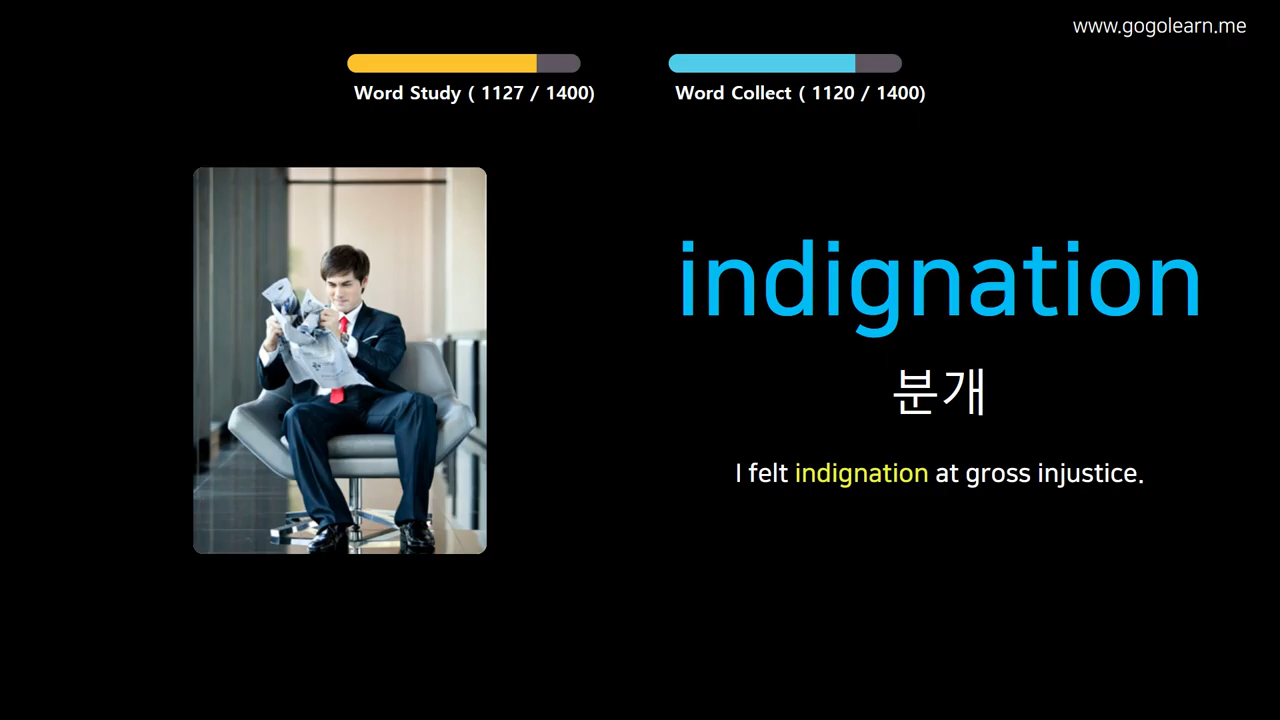 www.gogolearn.me
Word Study ( 1127 / 1400)
Word Collect ( 1120 / 1400)
indignation
분개
I felt indignation at gross injustice.